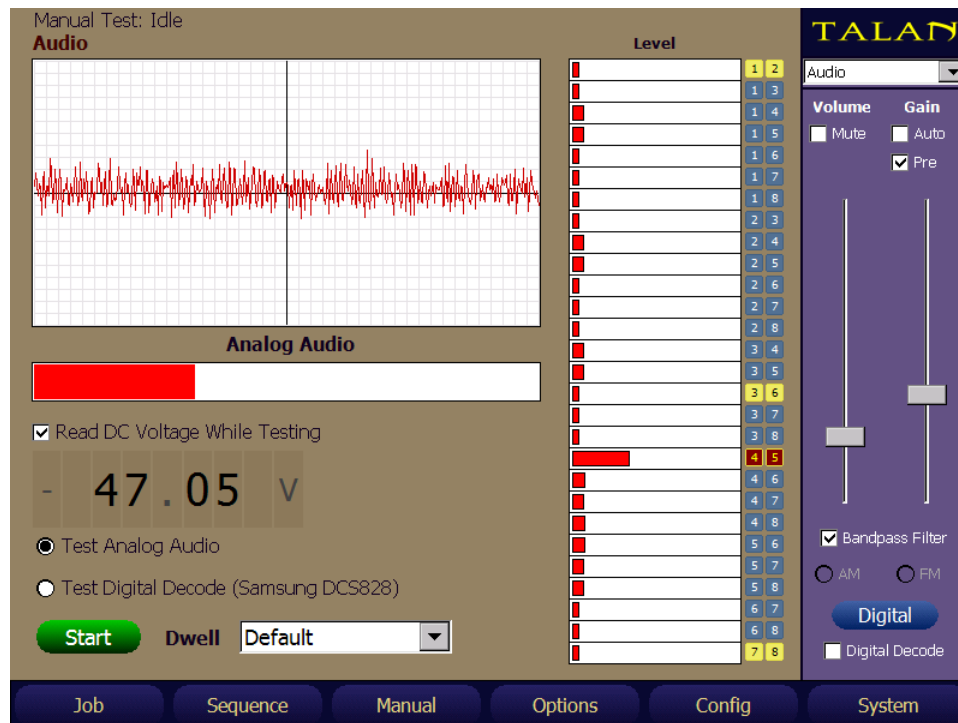 Manual Test: Idle
Audio
Level
TALAN
Audio
Volume Gain
Mute Auto
Pre
1 2
1 3
1 4
1 5
1 6
1 7
1 8
2 3
2 4
2 5
2 6
2 7
2 8
3 4
3 5
3 6
3 7
3 8
4 5
4 6
4 7
4 8
5 6
5 7
5 8
6 7
6 8
7 8
Analog Audio
Read DC Voltage While Testing
- 47.05 V
Test Analog Audio
Test Digital Decode (Samsung DCS828)
Start Dwell Default
Bandpass Filter
AM FM
Digital
Digital Decode
Job Sequence Manual Options Config System